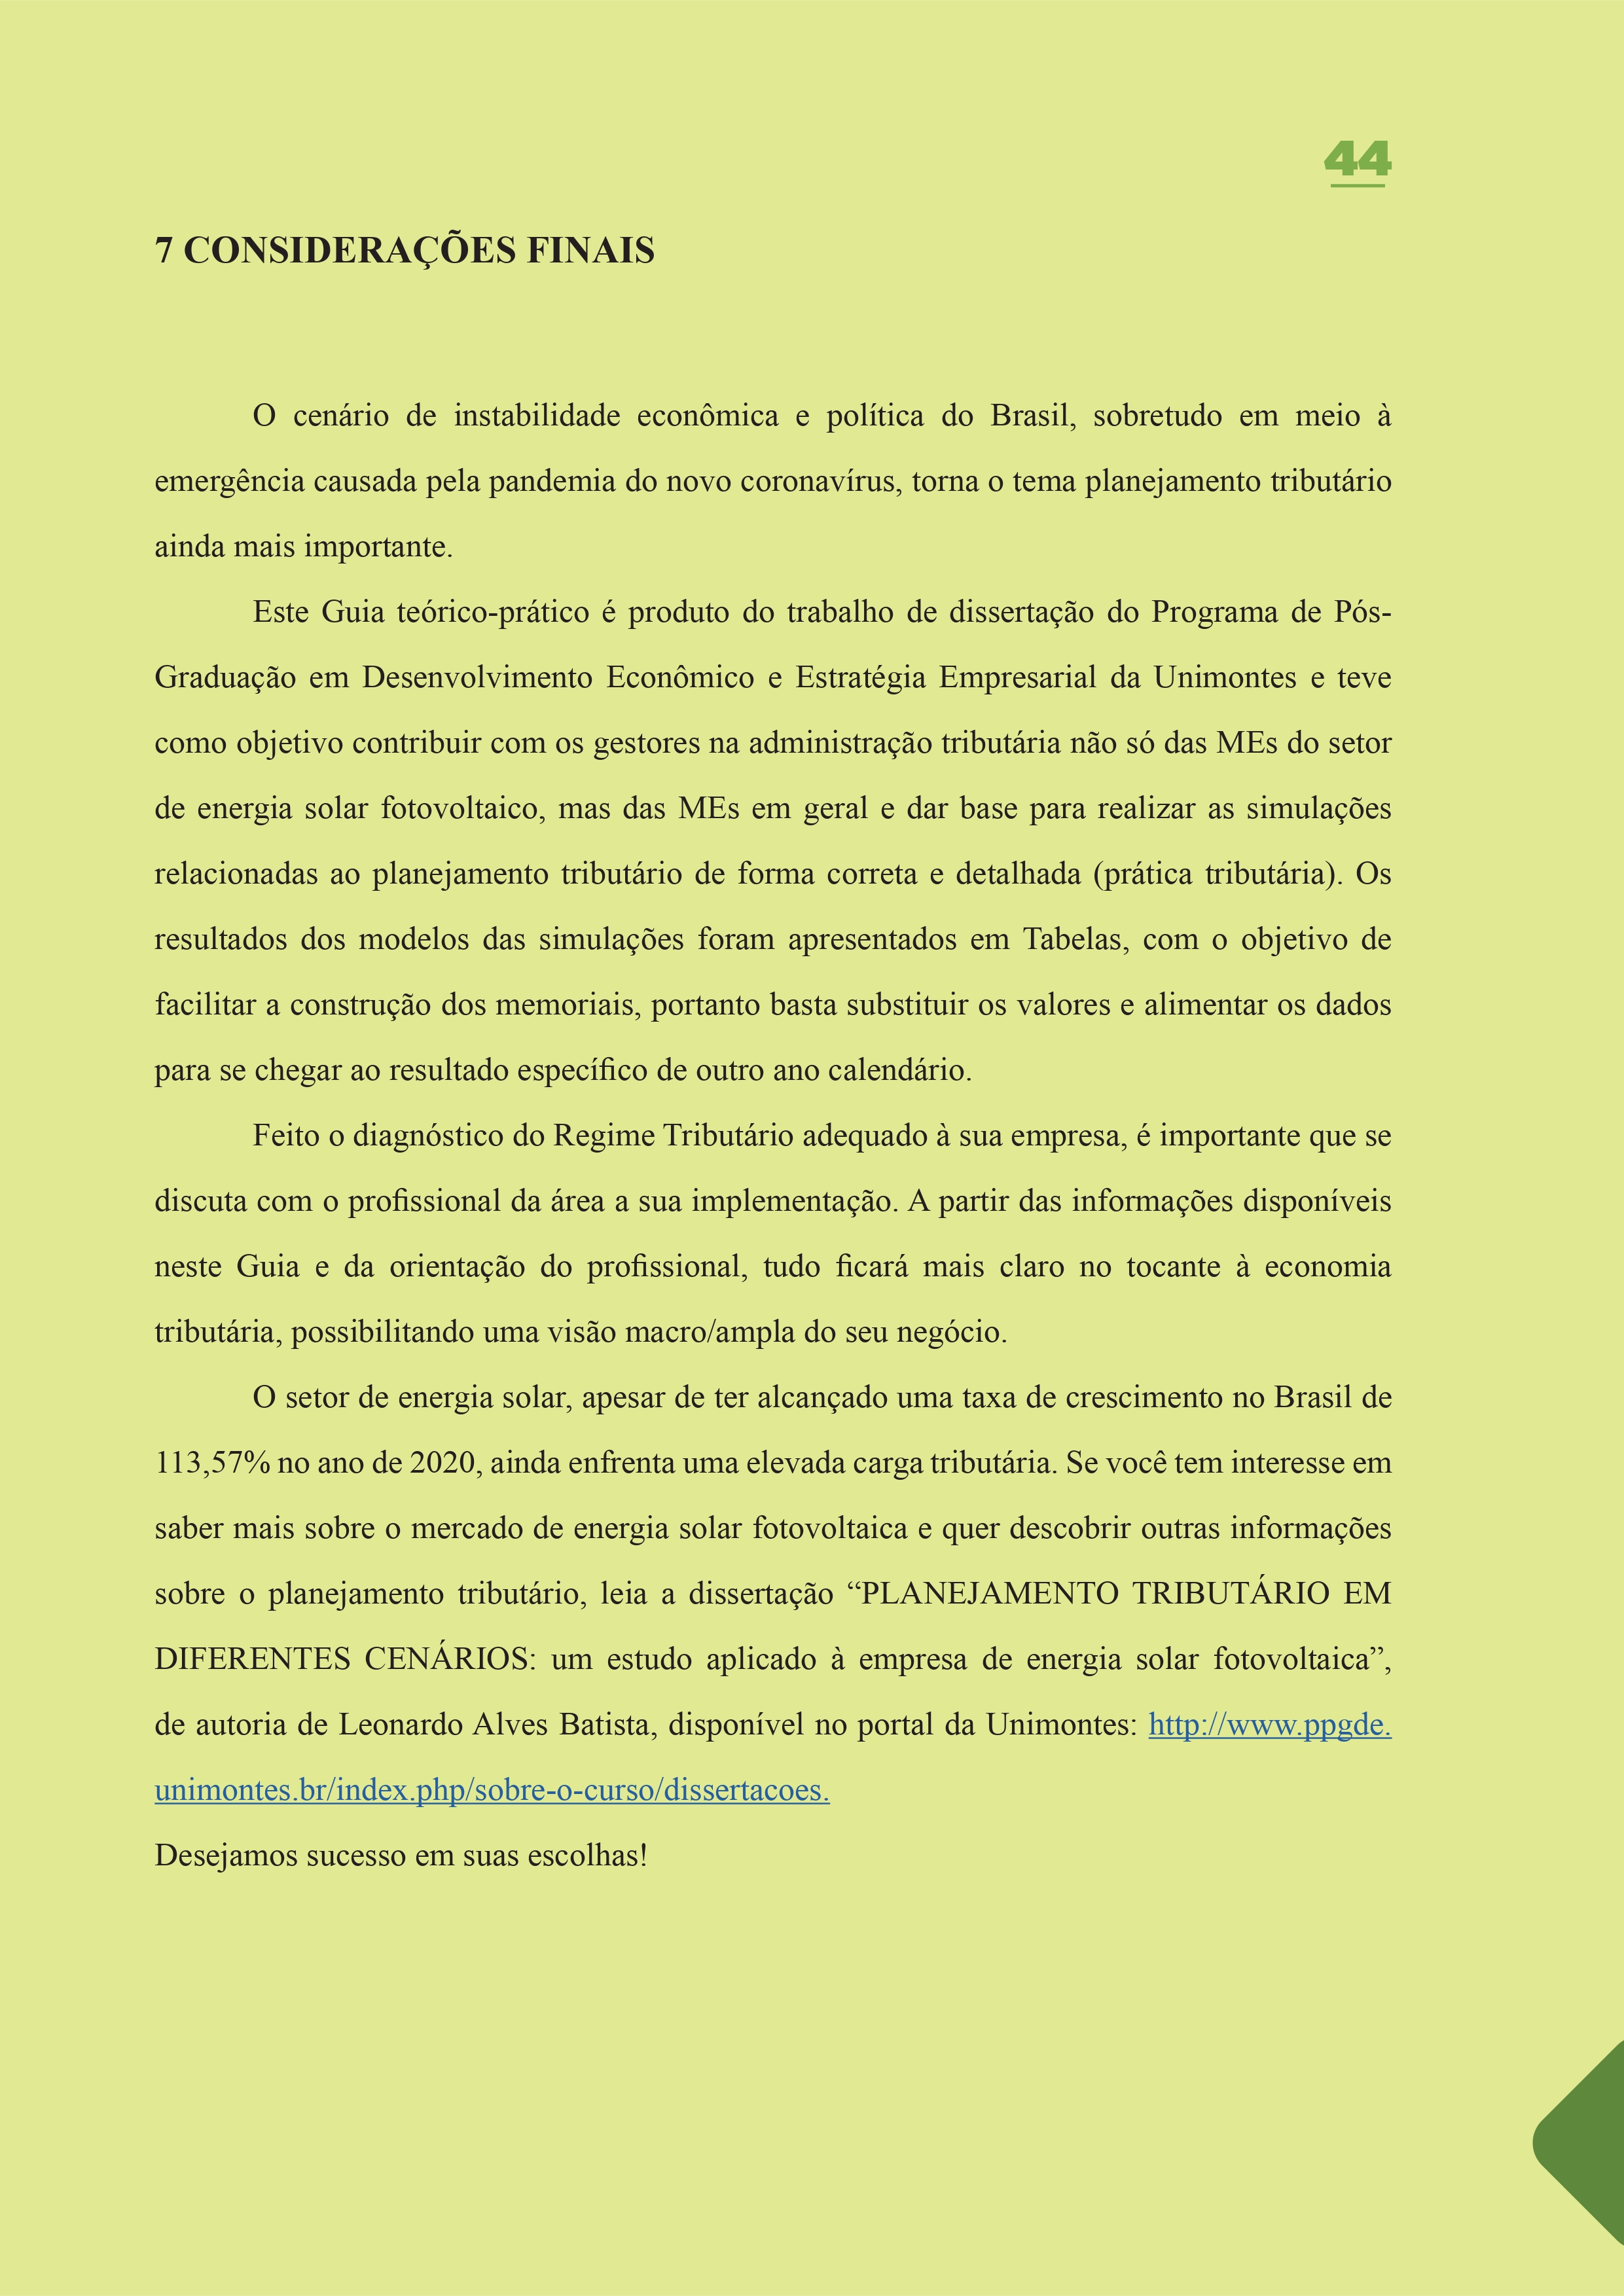 44
7 CONSIDERAÇÕES FINAIS
O cenário de instabilidade econômica e política do Brasil, sobretudo em meio à
emergência causada pela pandemia do novo coronavírus, torna o tema planejamento tributário
ainda mais importante.
Este Guia teórico-prático é produto do trabalho de dissertação do Programa de Pós-
Graduação em Desenvolvimento Econômico e Estratégia Empresarial da Unimontes e teve
como objetivo contribuir com os gestores na administração tributária não só das MEs do setor
de energia solar fotovoltaico, mas das MEs em geral e dar base para realizar as simulações
relacionadas ao planejamento tributário de forma correta e detalhada (prática tributária). Os
resultados dos modelos das simulações foram apresentados em Tabelas, com o objetivo de
facilitar a construção dos memoriais, portanto basta substituir os valores e alimentar os dados
para se chegar ao resultado específico de outro ano calendário.
Feito o diagnóstico do Regime Tributário adequado à sua empresa, é importante que se
discuta com o profissional da área a sua implementação. A partir das informações disponíveis
neste Guia e da orientação do profissional, tudo ficará mais claro no tocante à economia
tributária, possibilitando uma visão macro/ampla do seu negócio.
O setor de energia solar, apesar de ter alcançado uma taxa de crescimento no Brasil de
113,57% no ano de 2020, ainda enfrenta uma elevada carga tributária. Se você tem interesse em
saber mais sobre o mercado de energia solar fotovoltaica e quer descobrir outras informações
sobre o planejamento tributário, leia a dissertação “PLANEJAMENTO TRIBUTÁRIO EM
DIFERENTES CENÁRIOS: um estudo aplicado à empresa de energia solar fotovoltaica”,
de autoria de Leonardo Alves Batista, disponível no portal da Unimontes: http://www.ppgde.
unimontes.br/index.php/sobre-o-curso/dissertacoes.
Desejamos sucesso em suas escolhas!